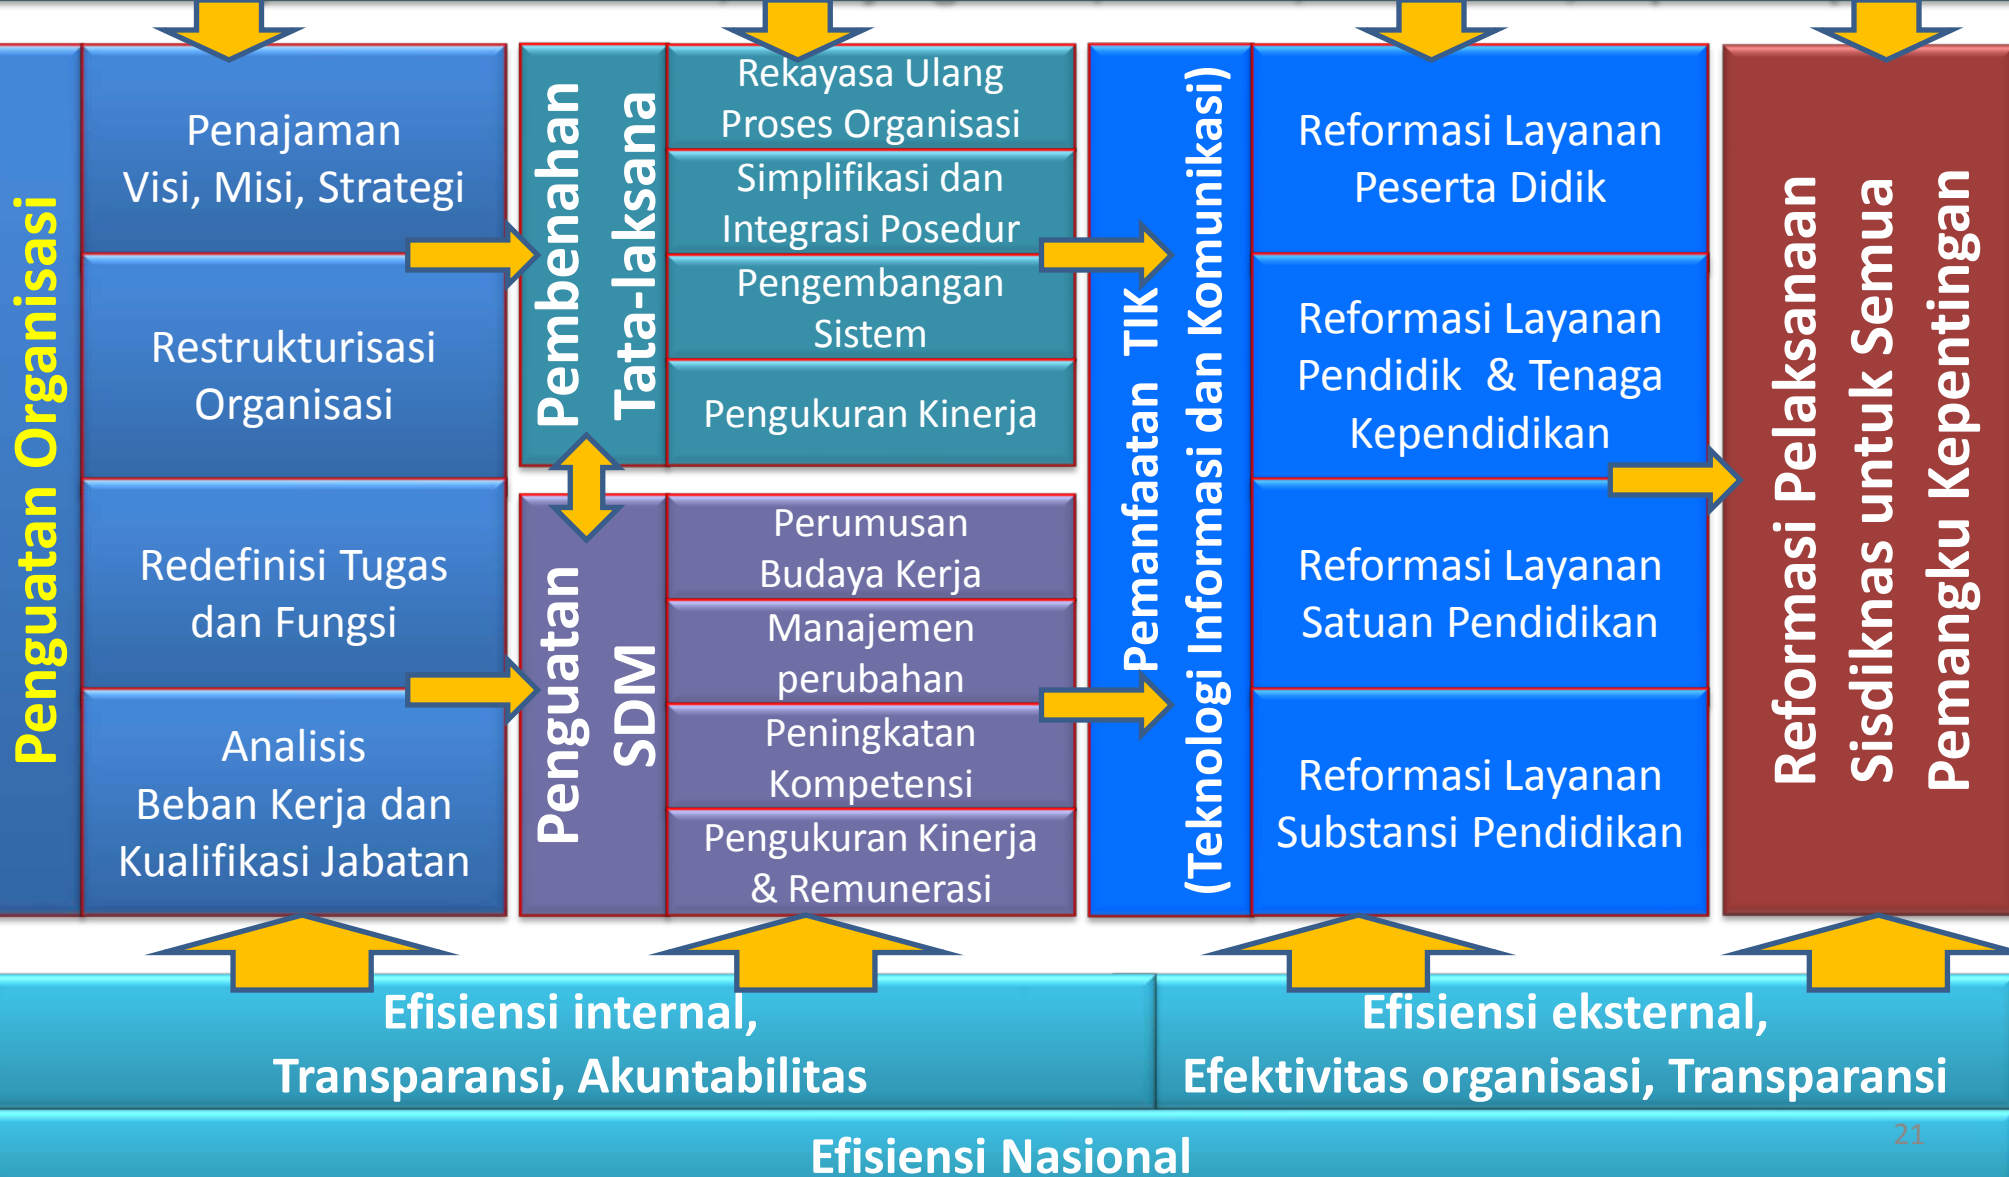 Penguatan Organisasi
Penajaman
Visi, Misi, Strategi
Restrukturisasi
Organisasi
Redefinisi Tugas
dan Fungsi
Analisis
Beban Kerja dan
Kualifikasi Jabatan
Pembenahan
Tata-laksana
Rekayasa Ulang
Proses Organisasi
Simplifikasi dan
Integrasi Posedur
Pengembangan
Sistem
Pengukuran Kinerja
Penguatan
SDM
Perumusan
Budaya Kerja
Manajemen
perubahan
Peningkatan
Kompetensi
Pengukuran Kinerja
& Remunerasi
Pemanfaatan TIK
(Teknologi Informasi dan Komunikasi)
Reformasi Layanan
Peserta Didik
Reformasi Layanan
Pendidik & Tenaga
Kependidikan
Reformasi Layanan
Satuan Pendidikan
Reformasi Layanan
Substansi Pendidikan
Reformasi Pelaksanaan
Sisdiknas untuk Semua
Pemangku Kepentingan
Efisiensi internal,
Transparansi, Akuntabilitas
Efisiensi eksternal,
Efektivitas organisasi, Transparansi
Efisiensi Nasional
21